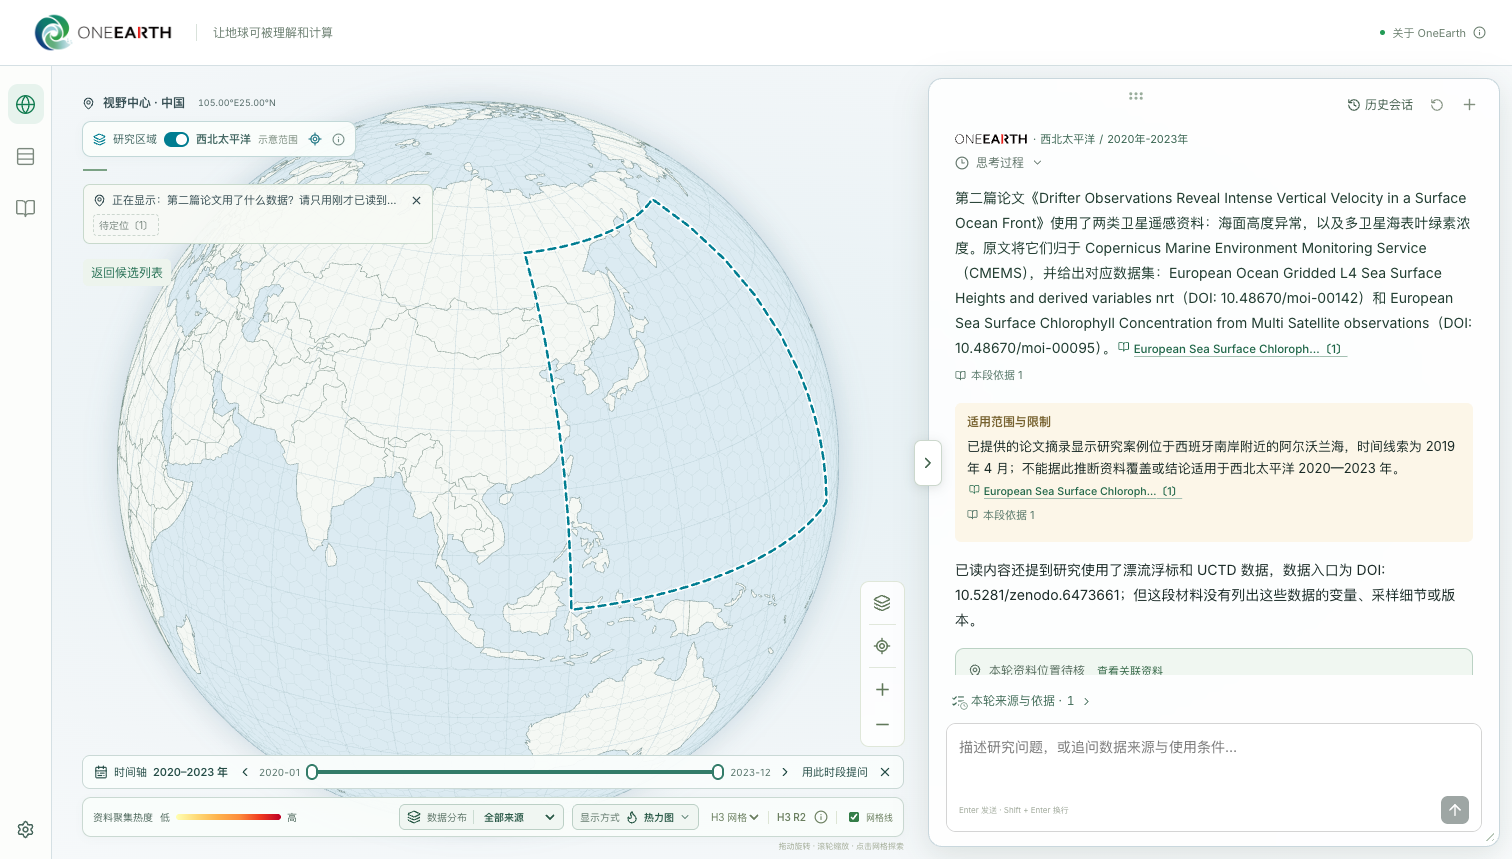 ONEEARTH
让地球可被理解和计算
关于 OneEarth
视野中心 · 中国 105.00°E25.00°N
研究区域 西北太平洋 示意范围
正在显示：第二篇论文用了什么数据？请只用刚才已读到...
待定位（1）
返回候选列表
时间轴 2020–2023 年 2020-01 2023-12 用此时段提问
资料聚集热度 低 高 数据分布 全部来源 显示方式 热力图 H3 网格 H3 R2 网格线
拖动旋转 · 滚轮缩放 · 点击网格探索
历史会话
ONEEARTH · 西北太平洋 / 2020年-2023年
思考过程
第二篇论文《Drifter Observations Reveal Intense Vertical Velocity in a Surface
Ocean Front》使用了两类卫星遥感资料：海面高度异常，以及多卫星海表叶绿素浓
度。原文将它们归于 Copernicus Marine Environment Monitoring Service
（CMEMS），并给出对应数据集：European Ocean Gridded L4 Sea Surface
Heights and derived variables nrt（DOI: 10.48670/moi-00142）和 European
Sea Surface Chlorophyll Concentration from Multi Satellite observations（DOI:
10.48670/moi-00095）。 European Sea Surface Chloroph...（1）
本段依据 1
适用范围与限制
已提供的论文摘录显示研究案例位于西班牙南岸附近的阿尔沃兰海，时间线索为 2019
年 4 月；不能据此推断资料覆盖或结论适用于西北太平洋 2020—2023 年。
European Sea Surface Chloroph...（1）
本段依据 1
已读内容还提到研究使用了漂流浮标和 UCTD 数据，数据入口为 DOI:
10.5281/zenodo.6473661；但这段材料没有列出这些数据的变量、采样细节或版
本。
本轮资料位置待核 查看关联资料
本轮来源与依据 · 1
描述研究问题，或追问数据来源与使用条件...
Enter 发送 · Shift + Enter 换行